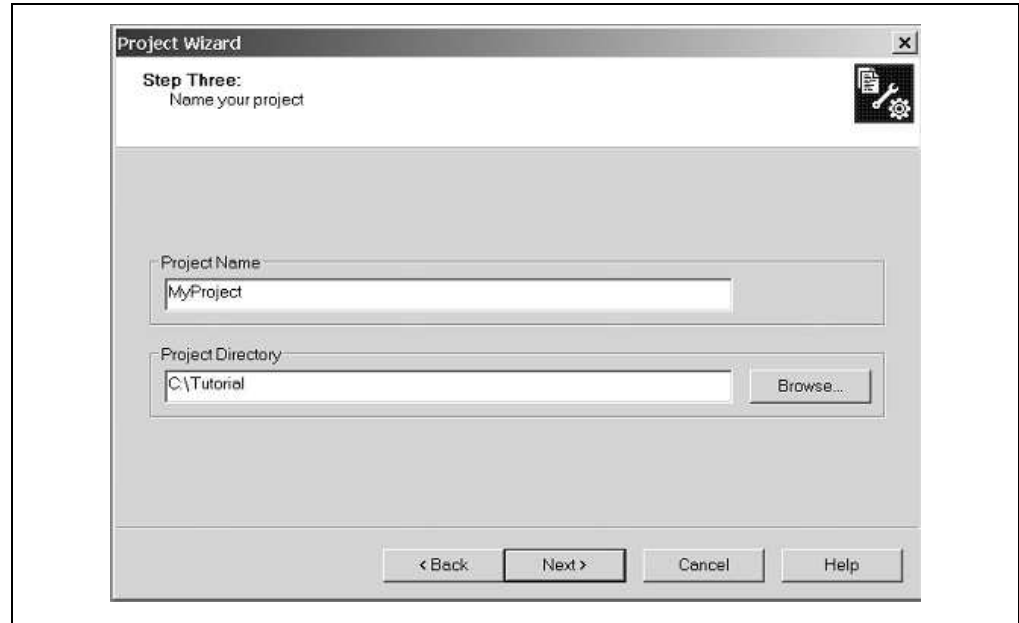 Project Wizard
Step Three:
Name your project
Project Name
MyProject
Project Directory
C:\Tutorial
Browse...
< Back
Next >
Cancel
Help